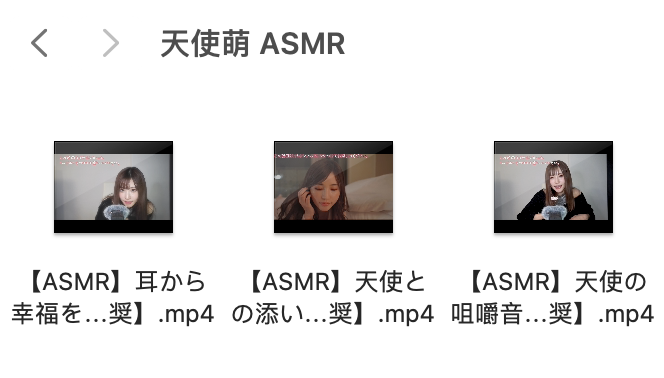 天使萌 ASMR
【ASMR】耳から
幸福を…奨】.mp4
【ASMR】天使と
の添い…奨】.mp4
【ASMR】天使の
咀嚼音…奨】.mp4